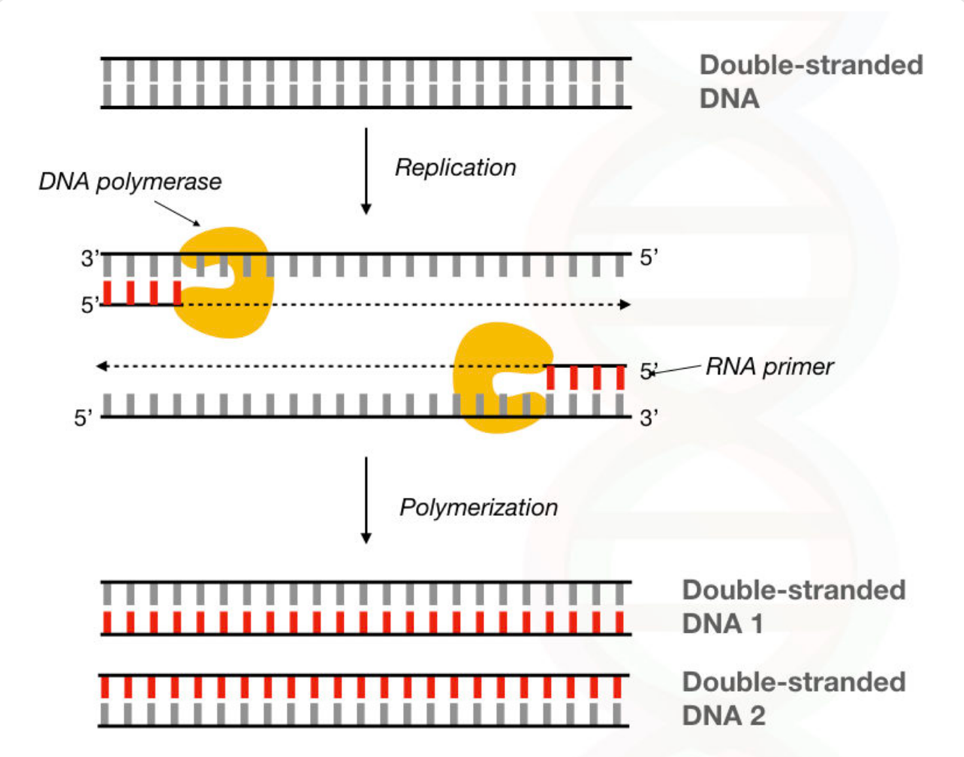 Double-stranded
DNA
Replication
DNA polymerase
3’
5’
5’
5’
RNA primer
5’
3’
Polymerization
Double-stranded
DNA 1
Double-stranded
DNA 2